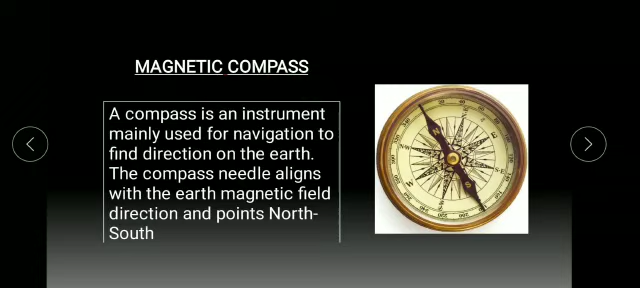 MAGNETIC COMPASS
A compass is an instrument
mainly used for navigation to
find direction on the earth.
The compass needle aligns
with the earth magnetic field
direction and points North-
South
N
S